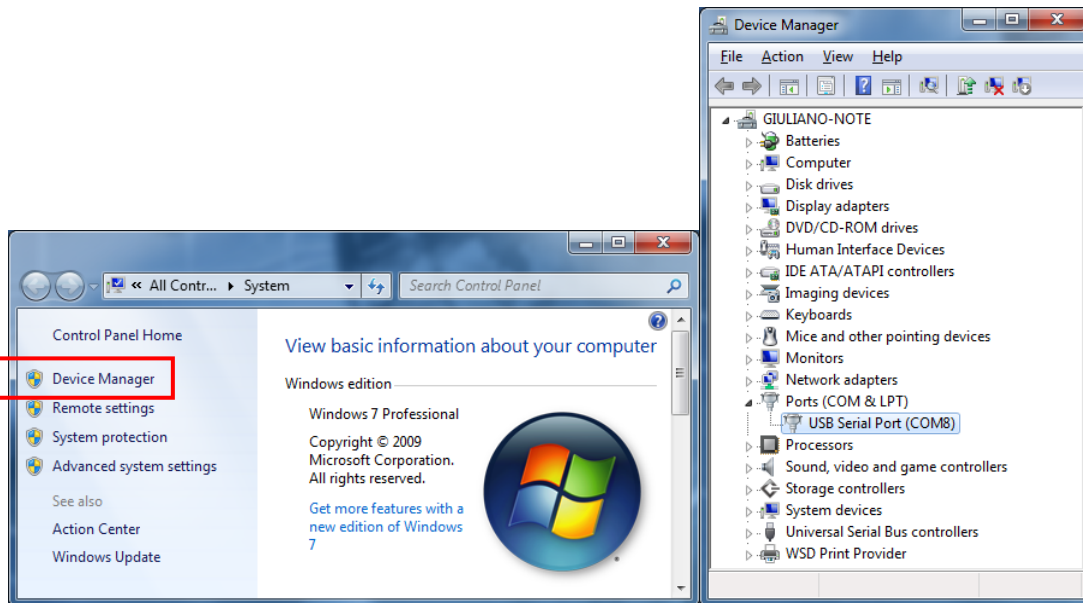 All Contr... System
Search Control Panel
Control Panel Home
Device Manager
Remote settings
System protection
Advanced system settings
See also
Action Center
Windows Update
View basic information about your computer
Windows edition
Windows 7 Professional
Copyright © 2009
Microsoft Corporation.
All rights reserved.
Get more features with a
new edition of Windows
7
Device Manager
File Action View Help
GIULIANO-NOTE
Batteries
Computer
Disk drives
Display adapters
DVD/CD-ROM drives
Human Interface Devices
IDE ATA/ATAPI controllers
Imaging devices
Keyboards
Mice and other pointing devices
Monitors
Network adapters
Ports (COM & LPT)
USB Serial Port (COM8)
Processors
Sound, video and game controllers
Storage controllers
System devices
Universal Serial Bus controllers
WSD Print Provider